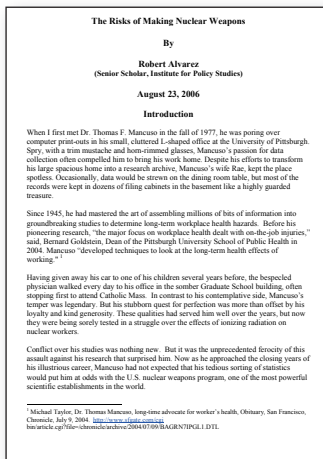 The Risks of Making Nuclear Weapons
By
Robert Alvarez
(Senior Scholar, Institute for Policy Studies)
August 23, 2006
Introduction
When I first met Dr. Thomas F. Mancuso in the fall of 1977, he was poring over
computer print-outs in his small, cluttered L-shaped office at the University of Pittsburgh.
Spry, with a trim mustache and horn-rimmed glasses, Mancuso's passion for data
collection often compelled him to bring his work home. Despite his efforts to transform
his large spacious home into a research archive, Mancuso's wife Rae, kept the place
spotless. Occasionally, data would be strewn on the dining room table, but most of the
records were kept in dozens of filing cabinets in the basement like a highly guarded
treasure.
Since 1945, he had mastered the art of assembling millions of bits of information into
groundbreaking studies to determine long-term workplace health hazards. Before his
pioneering research, "the major focus on workplace health dealt with on-the-job injuries,"
said, Bernard Goldstein, Dean of the Pittsburgh University School of Public Health in
2004. Mancuso "developed techniques to look at the long-term health effects of
working." 1
Having given away his car to one of his children several years before, the bespecled
physician walked every day to his office in the somber Graduate School building, often
stopping first to attend Catholic Mass. In contrast to his contemplative side, Mancuso's
temper was legendary. But his stubborn quest for perfection was more than offset by his
loyalty and kind generosity. These qualities had served him well over the years, but now
they were being sorely tested in a struggle over the effects of ionizing radiation on
nuclear workers.
Conflict over his studies was nothing new. But it was the unprecedented ferocity of this
assault against his research that surprised him. Now as he approached the closing years of
his illustrious career, Mancuso had not expected that his tedious sorting of statistics
would put him at odds with the U.S. nuclear weapons program, one of the most powerful
scientific establishments in the world.
1 Michael Taylor, Dr. Thomas Mancuso, long-time advocate for worker's health, Obituary, San Francisco,
Chronicle, July 9, 2004. http://www.sfgate.com/cgi
bin/article.cgi?file=/chronicle/archive/2004/07/09/BAGRN7IPGL1.DTL